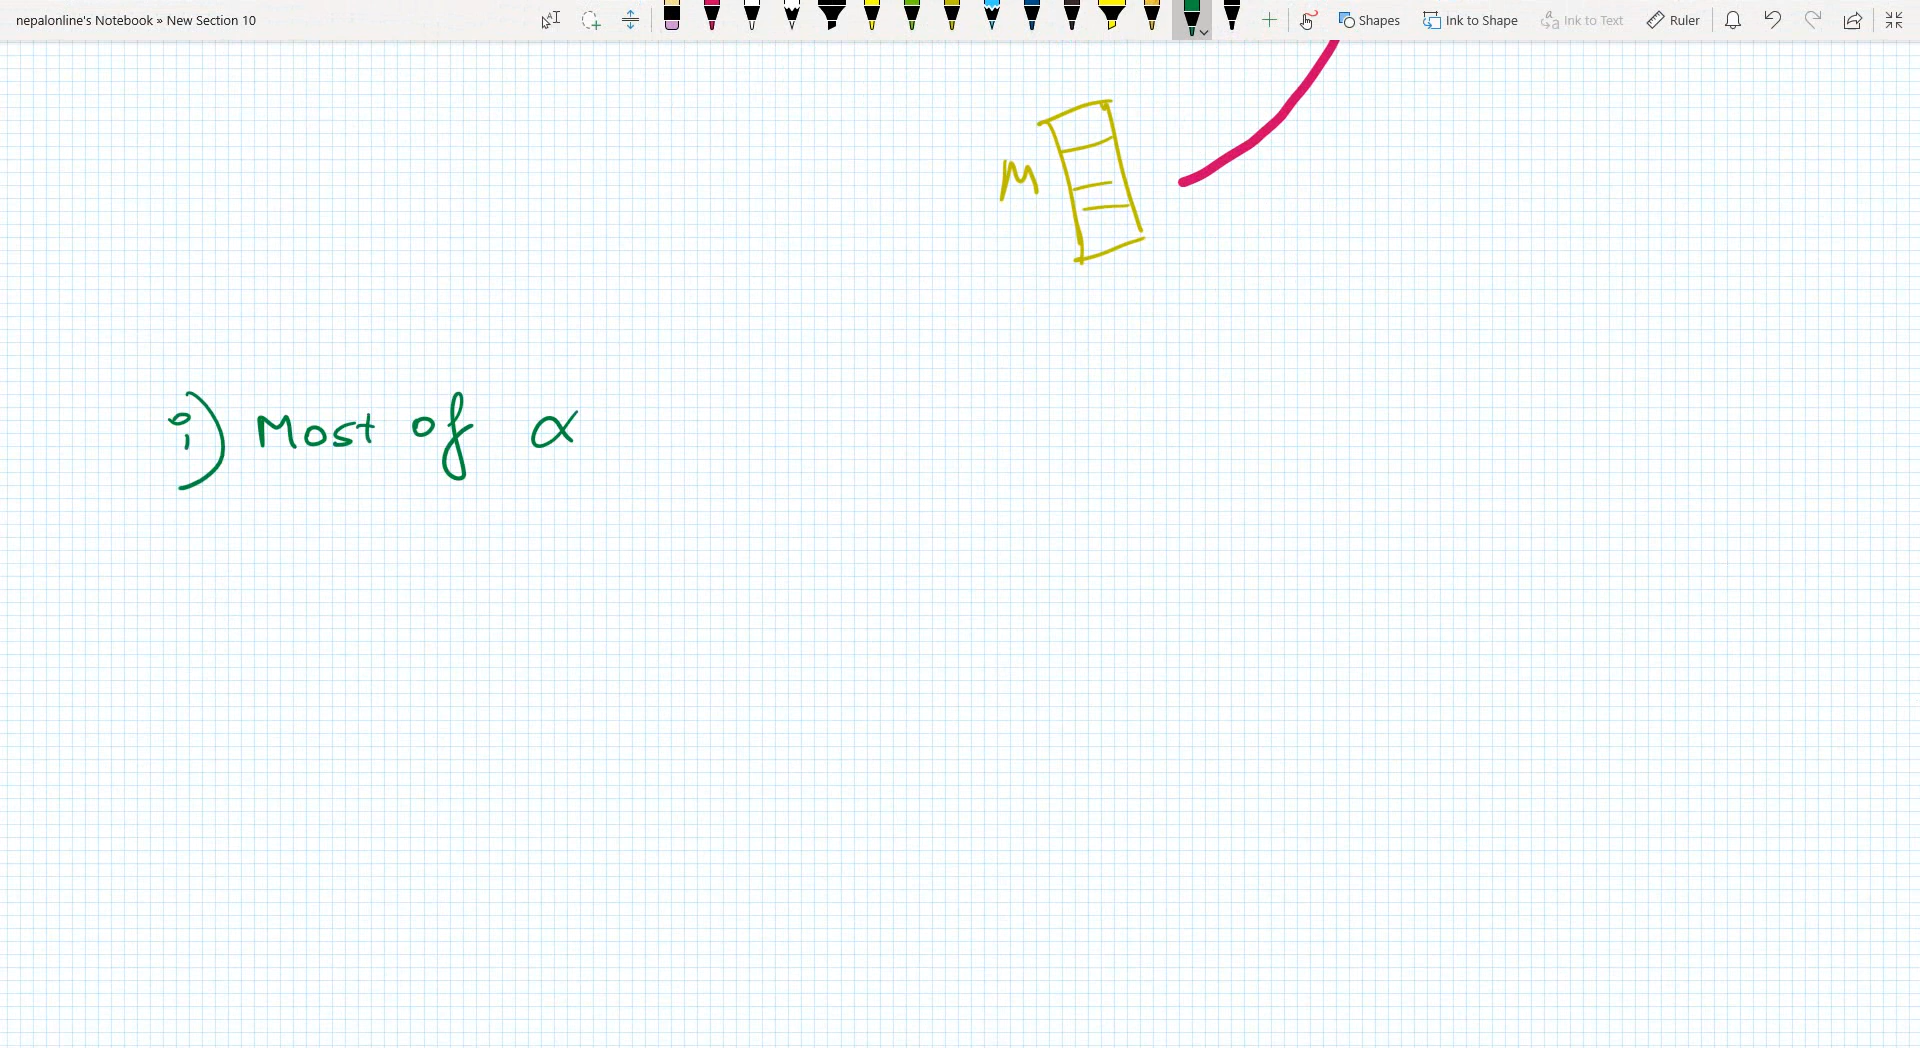 nepalonline's Notebook » New Section 10
Shapes
Ink to Shape
Ink to Text
Ruler
M
i) Most of α